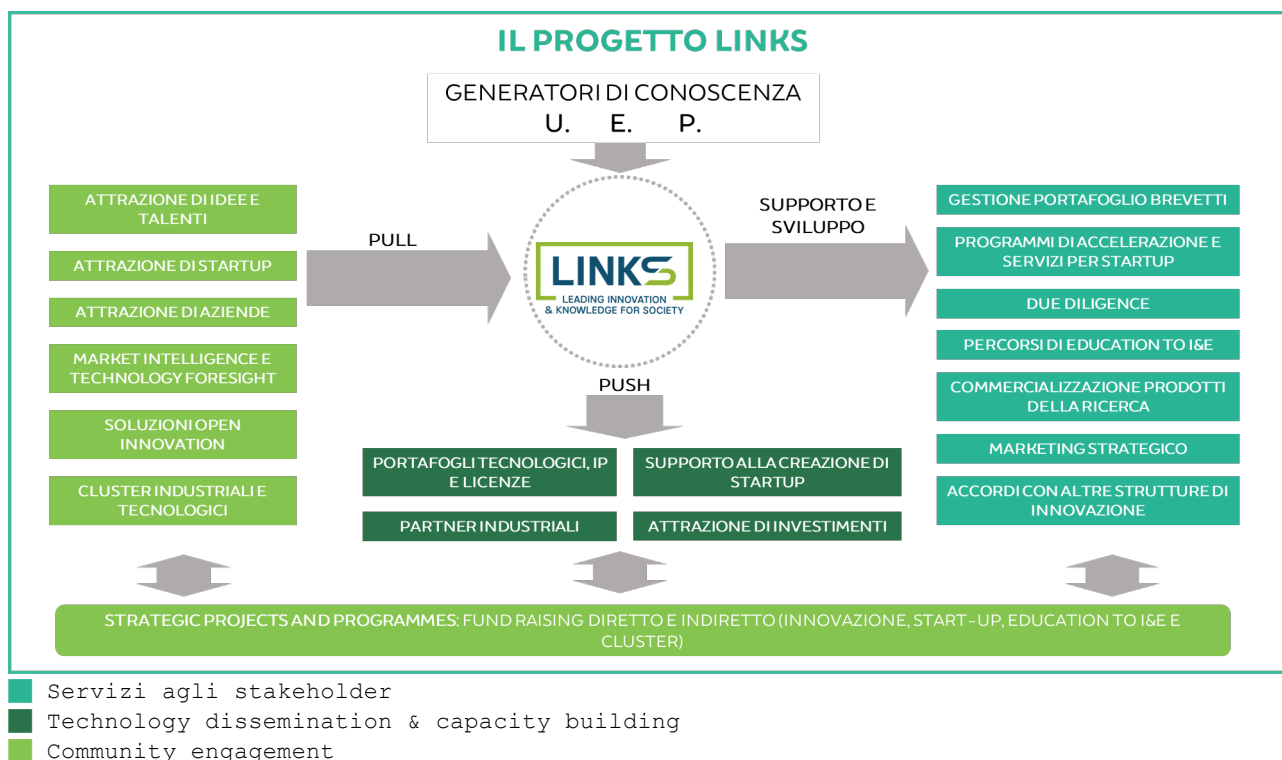 IL PROGETTO LINKS
GENERATORI DI CONOSCENZA
U. E. P.
ATTRAZIONE DI IDEE E
TALENTI
ATTRAZIONE DI STARTUP
ATTRAZIONE DI AZIENDE
MARKET INTELLIGENCE E
TECHNOLOGY FORESIGHT
SOLUZIONI OPEN
INNOVATION
CLUSTER INDUSTRIALI E
TECNOLOGICI
PULL
LINKS
LEADING INNOVATION
& KNOWLEDGE FOR SOCIETY
PUSH
PORTAFOGLI TECNOLOGICI, IP
E LICENZE
SUPPORTO ALLA CREAZIONE DI
STARTUP
PARTNER INDUSTRIALI
ATTRAZIONE DI INVESTIMENTI
SUPPORTO E
SVILUPPO
GESTIONE PORTAFOGLIO BREVETTI
PROGRAMMI DI ACCELERAZIONE E
SERVIZI PER STARTUP
DUE DILIGENCE
PERCORSI DI EDUCATION TO I&E
COMMERCIALIZZAZIONE PRODOTTI
DELLA RICERCA
MARKETING STRATEGICO
ACCORDI CON ALTRE STRUTTURE DI
INNOVAZIONE
STRATEGIC PROJECTS AND PROGRAMMES: FUND RAISING DIRETTO E INDIRETTO (INNOVAZIONE, START-UP, EDUCATION TO I&E E
CLUSTER)
Servizi agli stakeholder
Technology dissemination & capacity building
Community engagement